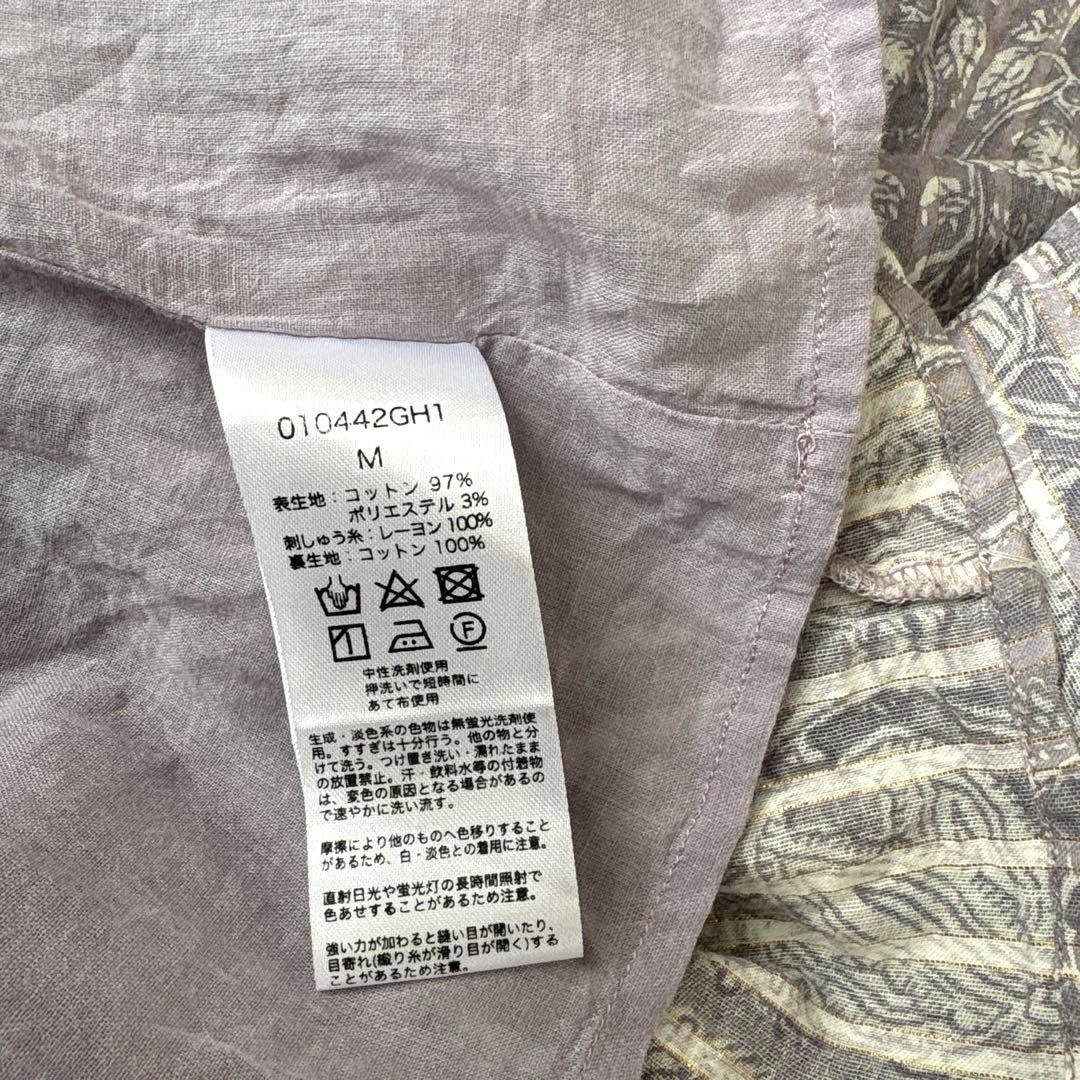 010442GH1
M
表生地：コットン 97%
ポリエステル 3%
刺しゅう糸：レーヨン100%
裏生地：コットン 100%
F
中性洗剤使用
押洗いで短時間に
あて布使用
生成・淡色系の色物は無蛍光洗剤使
用。すすぎは十分行う。他の物と分
けて洗う。つけ置き洗い・濡れたまま
の放置禁止。汗・飲料水等の付着物
は、変色の原因となる場合があるの
で速やかに洗い流す。
摩擦により他のものへ色移りすること
があるため、白・淡色との着用に注意。
直射日光や蛍光灯の長時間照射で
色あせすることがあるため注意。
強い力が加わると縫い目が開いたり、
目寄れ(織り糸が滑り目が開く)する
ことがあるため注意。